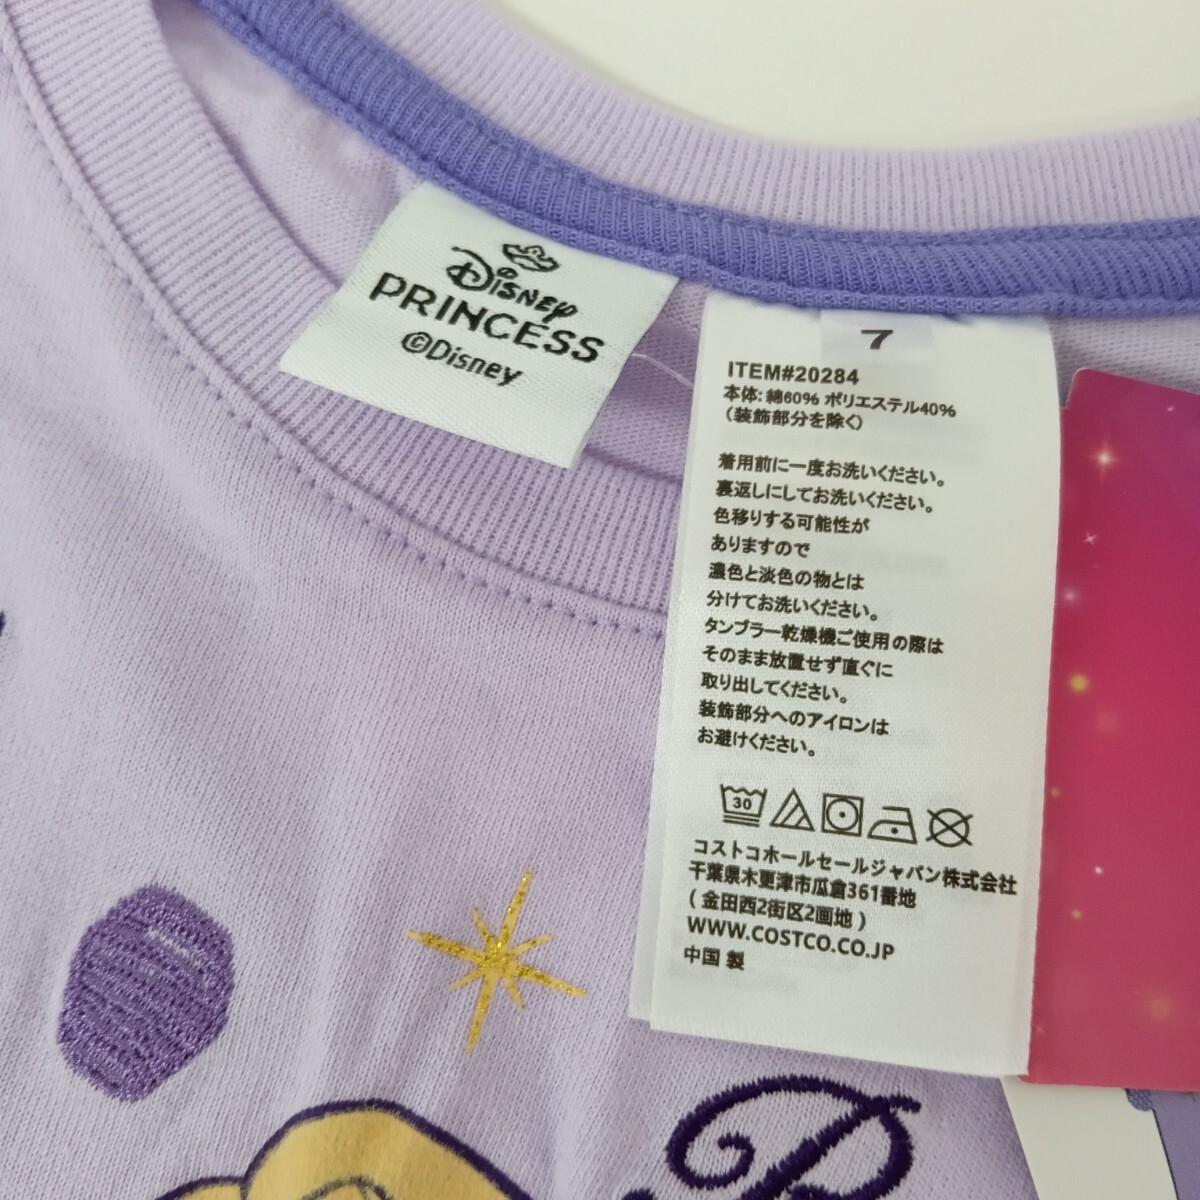 Disney
PRINCESS
©Disney
7
ITEM#20284
本体: 綿60% ポリエステル40%
（装飾部分を除く）
着用前に一度お洗いください。
裏返しにしてお洗いください。
色移りする可能性が
ありますので
濃色と淡色の物とは
分けてお洗いください。
タンブラー乾燥機ご使用の際は
そのまま放置せず直ぐに
取り出してください。
装飾部分へのアイロンは
お避けください。
30
コストコホールセールジャパン株式会社
千葉県木更津市瓜倉361番地
( 金田西2街区2画地 )
WWW.COSTCO.CO.JP
中国 製